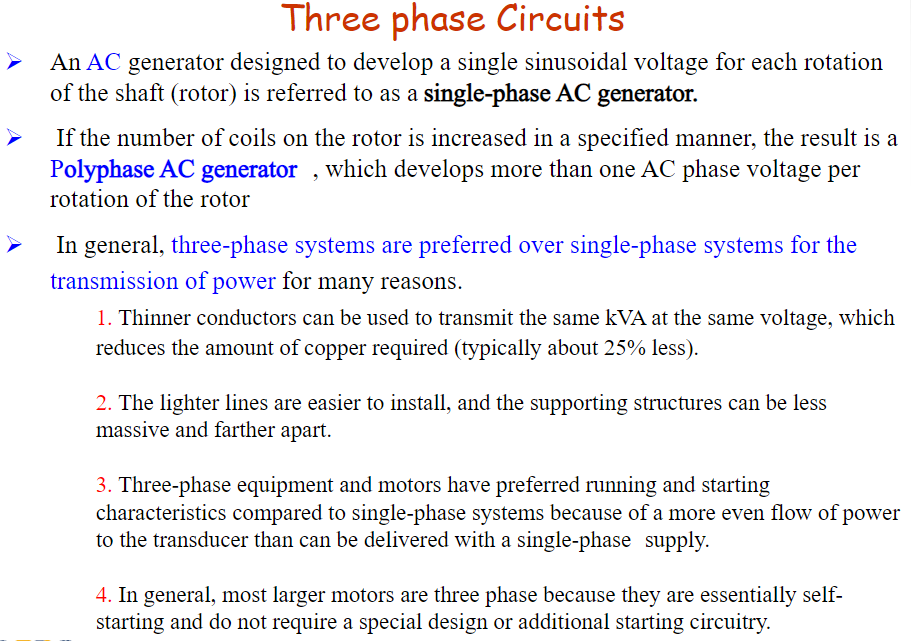 Three phase Circuits
➢ An AC generator designed to develop a single sinusoidal voltage for each rotation
of the shaft (rotor) is referred to as a single-phase AC generator.
➢ If the number of coils on the rotor is increased in a specified manner, the result is a
Polyphase AC generator , which develops more than one AC phase voltage per
rotation of the rotor
➢ In general, three-phase systems are preferred over single-phase systems for the
transmission of power for many reasons.
1. Thinner conductors can be used to transmit the same kVA at the same voltage, which
reduces the amount of copper required (typically about 25% less).
2. The lighter lines are easier to install, and the supporting structures can be less
massive and farther apart.
3. Three-phase equipment and motors have preferred running and starting
characteristics compared to single-phase systems because of a more even flow of power
to the transducer than can be delivered with a single-phase supply.
4. In general, most larger motors are three phase because they are essentially self-
starting and do not require a special design or additional starting circuitry.